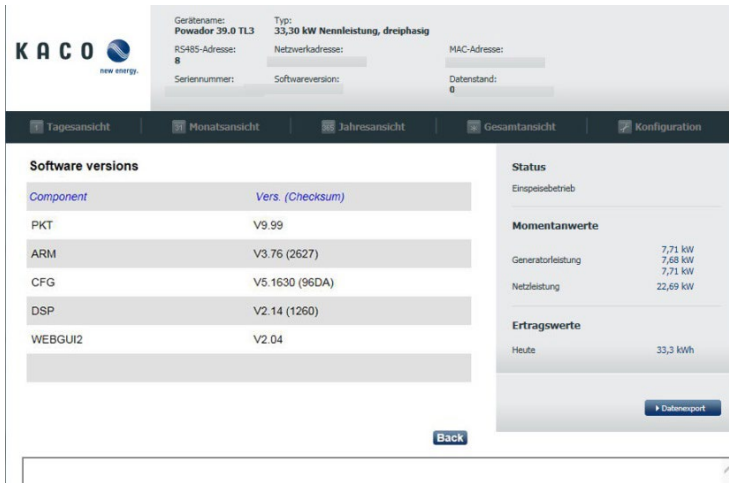 KACO
new energy.
Gerätename:
Powador 39.0 TL3
Typ:
33,30 kW Nennleistung, dreiphasig
RS485-Adresse:
8
Netzwerkadresse:
MAC-Adresse:
Seriennummer:
Softwareversion:
Datenstand:
0
1 Tagesansicht
31 Monatsansicht
365 Jahresansicht
Gesamtansicht
Konfiguration
Software versions
Component Vers. (Checksum)
PKT V9.99
ARM V3.76 (2627)
CFG V5.1630 (96DA)
DSP V2.14 (1260)
WEBGUI2 V2.04
Back
Status
Einspeisebetrieb
Momentanwerte
Generatorleistung
7,71 kW
7,68 kW
7,71 kW
Netzleistung 22,69 kW
Ertragswerte
Heute 33,3 kWh
Datenexport